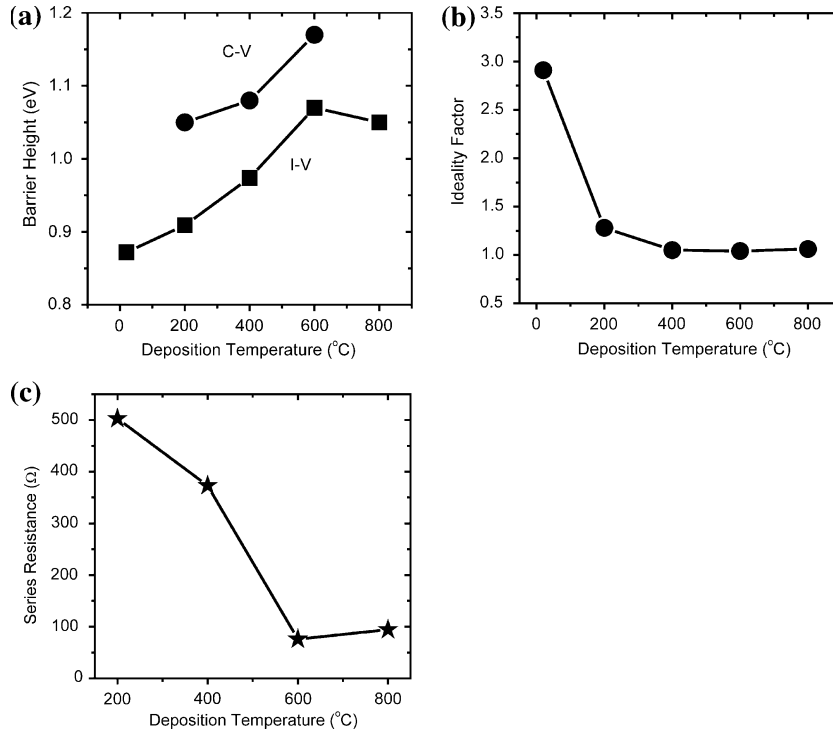 (a)
1.2
1.1
1.0
0.9
0.8
Barrier Height (eV)
C-V
I-V
0 200 400 600 800
Deposition Temperature (°C)
(b)
3.5
3.0
2.5
2.0
1.5
1.0
0.5
Ideality Factor
0 200 400 600 800
Deposition Temperature (°C)
(c)
500
400
300
200
100
0
Series Resistance (Ω)
200 400 600 800
Deposition Temperature (°C)